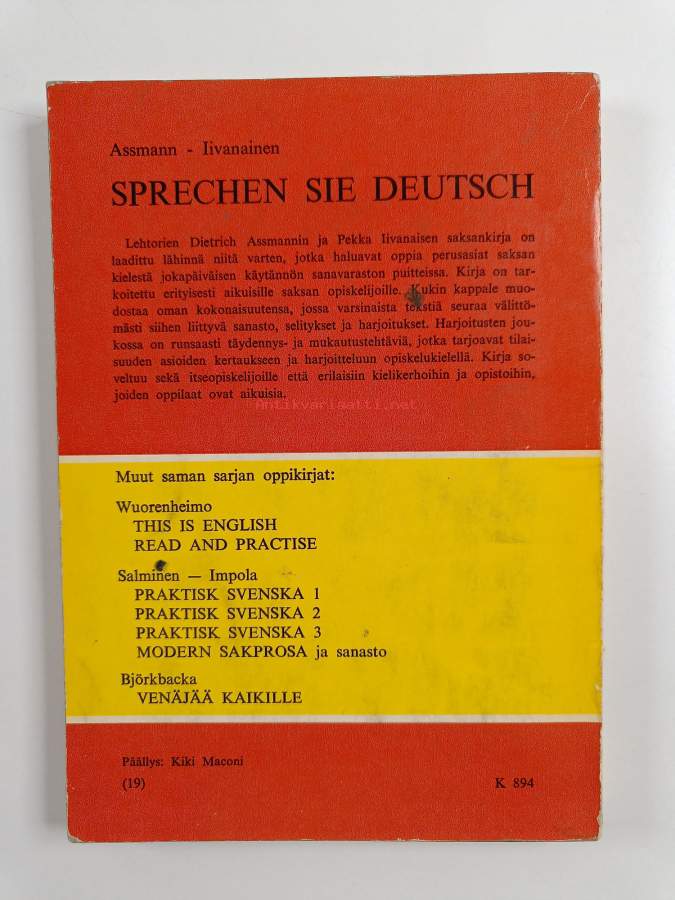 Assmann - Iivanainen
SPRECHEN SIE DEUTSCH
Lehtorien Dietrich Assmannin ja Pekka Iivanaisen saksankirja on
laadittu lähinnä niitä varten, jotka haluavat oppia perusasiat saksan
kielestä jokapäiväisen käytännön sanavaraston puitteissa. Kirja on tar-
koitettu erityisesti aikuisille saksan opiskelijoille. Kukin kappale muo-
dostaa oman kokonaisuutensa, jossa varsinaista tekstiä seuraa välittö-
mästi siihen liittyvä sanasto, selitykset ja harjoitukset. Harjoitusten jou-
kossa on runsaasti täydennys- ja mukautustehtäviä, jotka tarjoavat tilai-
suuden asioiden kertaukseen ja harjoitteluun opiskelukielellä. Kirja so-
veltuu sekä itseopiskelijoille että erilaisiin kielikerhoihin ja opistoihin,
joiden oppilaat ovat aikuisia.
Antikvariaatti.net
Muut saman sarjan oppikirjat:
Wuorenheimo
THIS IS ENGLISH
READ AND PRACTISE
Salminen — Impola
PRAKTISK SVENSKA 1
PRAKTISK SVENSKA 2
PRAKTISK SVENSKA 3
MODERN SAKPROSA ja sanasto
Björkbacka
VENÄJÄÄ KAIKILLE
Päällys: Kiki Maconi
(19) K 894